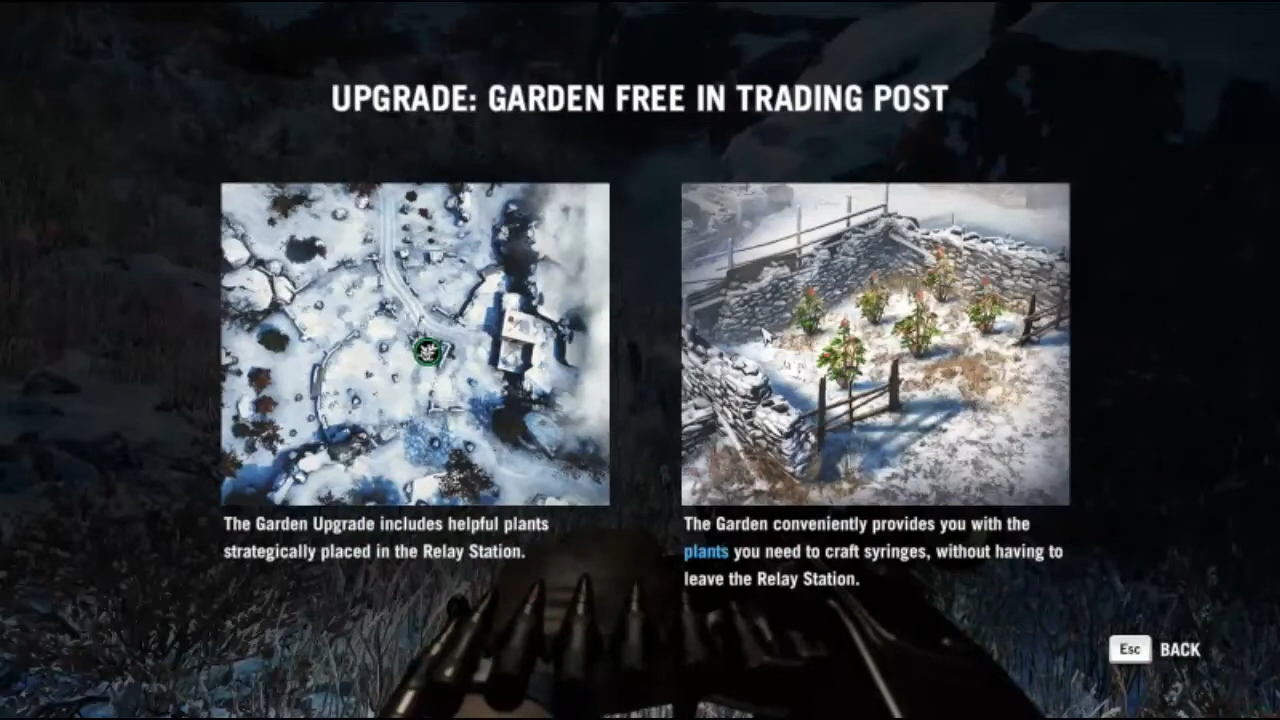 UPGRADE: GARDEN FREE IN TRADING POST
The Garden Upgrade includes helpful plants
strategically placed in the Relay Station.
The Garden conveniently provides you with the
plants you need to craft syringes, without having to
leave the Relay Station.
Esc BACK